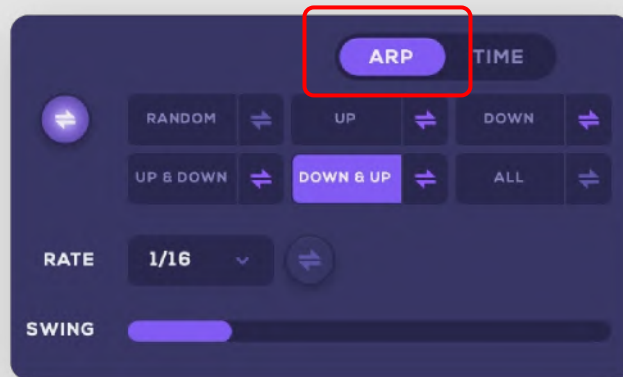 ARP TIME
RANDOM UP DOWN
UP & DOWN DOWN & UP ALL
RATE 1/16
SWING